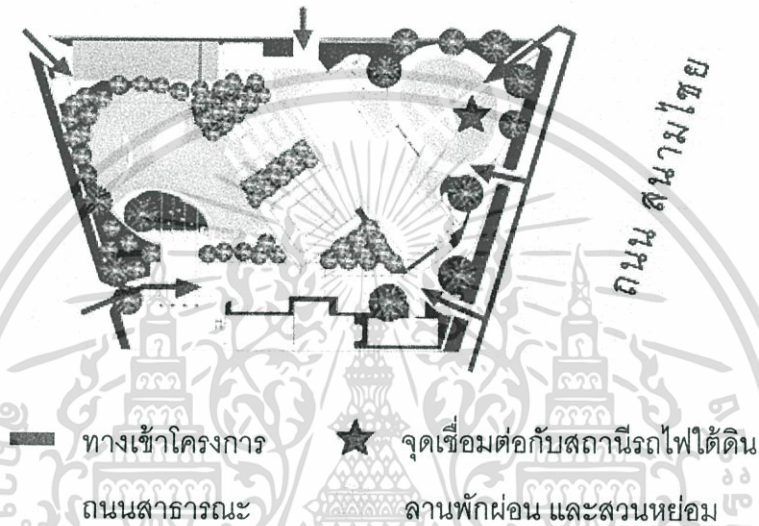 ถนน สนามไชย
ทางเข้าโครงการ
จุดเชื่อมต่อกับสถานีรถไฟใต้ดิน
ถนนสาธารณะ
ลานพักผ่อน และสวนหย่อม